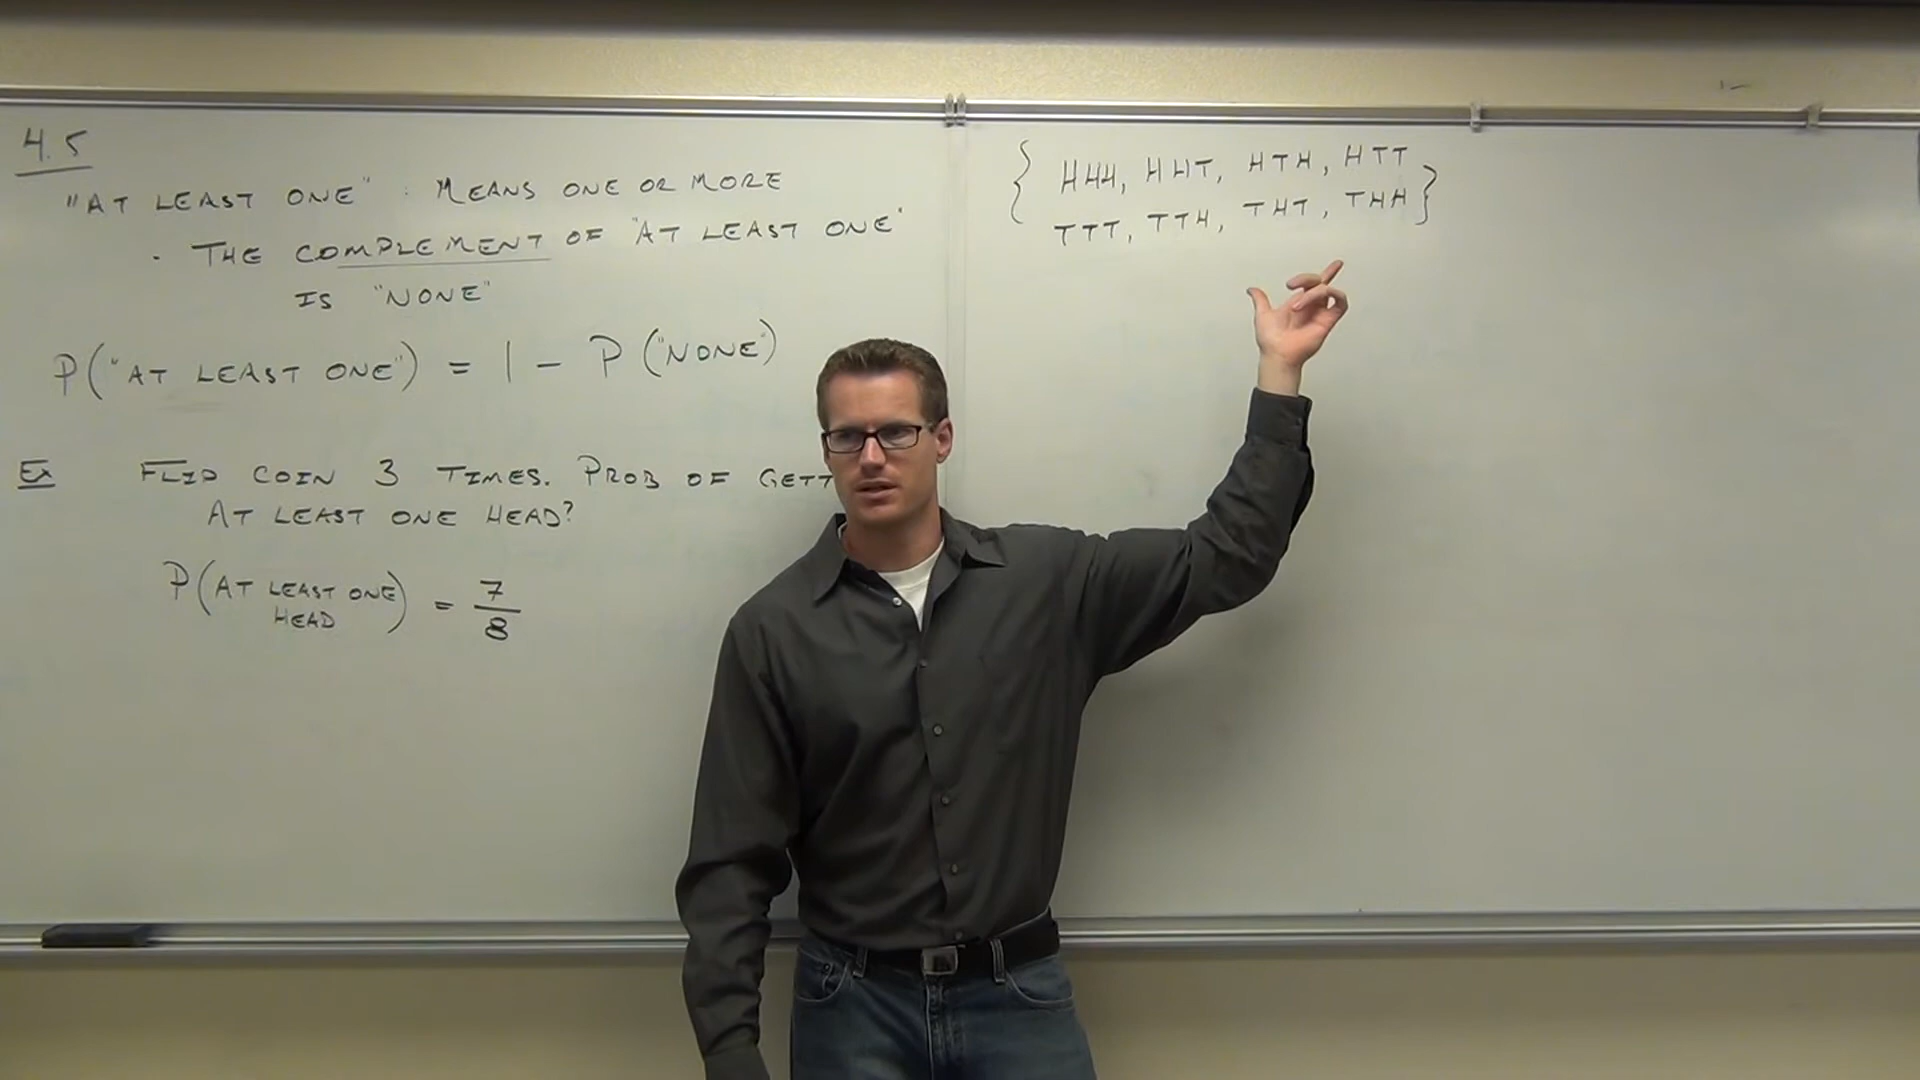 4.5
"AT LEAST ONE" : MEANS ONE OR MORE
· THE COMPLEMENT OF "AT LEAST ONE"
IS "NONE"
P("AT LEAST ONE") = 1 - P("NONE")
Ex FLIP COIN 3 TIMES. PROB OF GETT
AT LEAST ONE HEAD?
P(AT LEAST ONE HEAD) = 7/8
{ HHH, HHT, HTH, HTT
TTT, TTH, THT, THH }